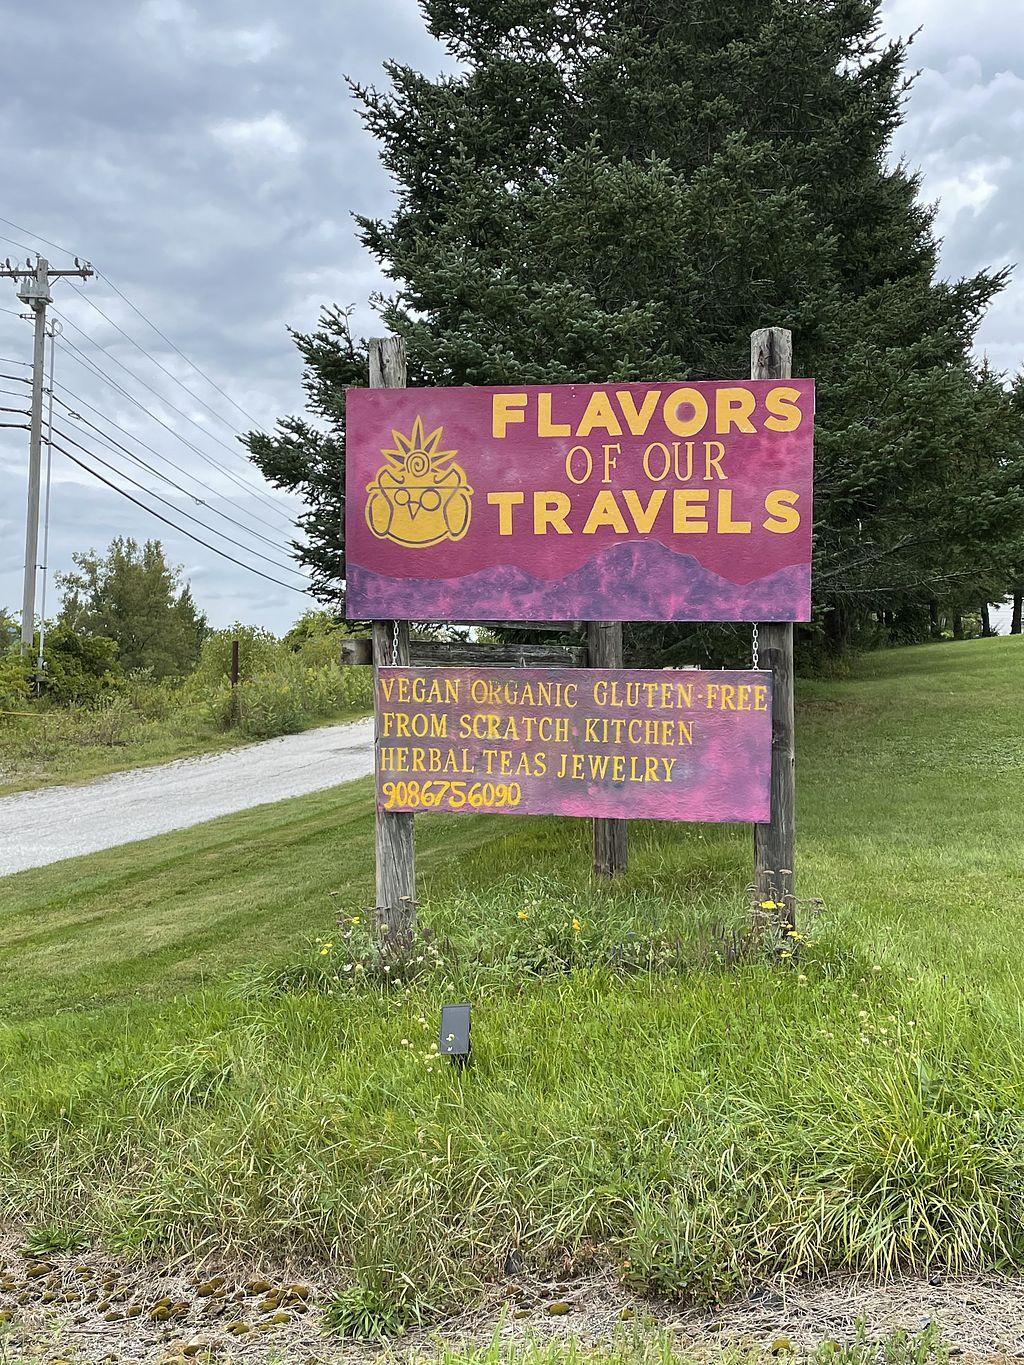 FLAVORS
OF OUR
TRAVELS
VEGAN ORGANIC GLUTEN-FREE
FROM SCRATCH KITCHEN
HERBAL TEAS JEWELRY
9086756090